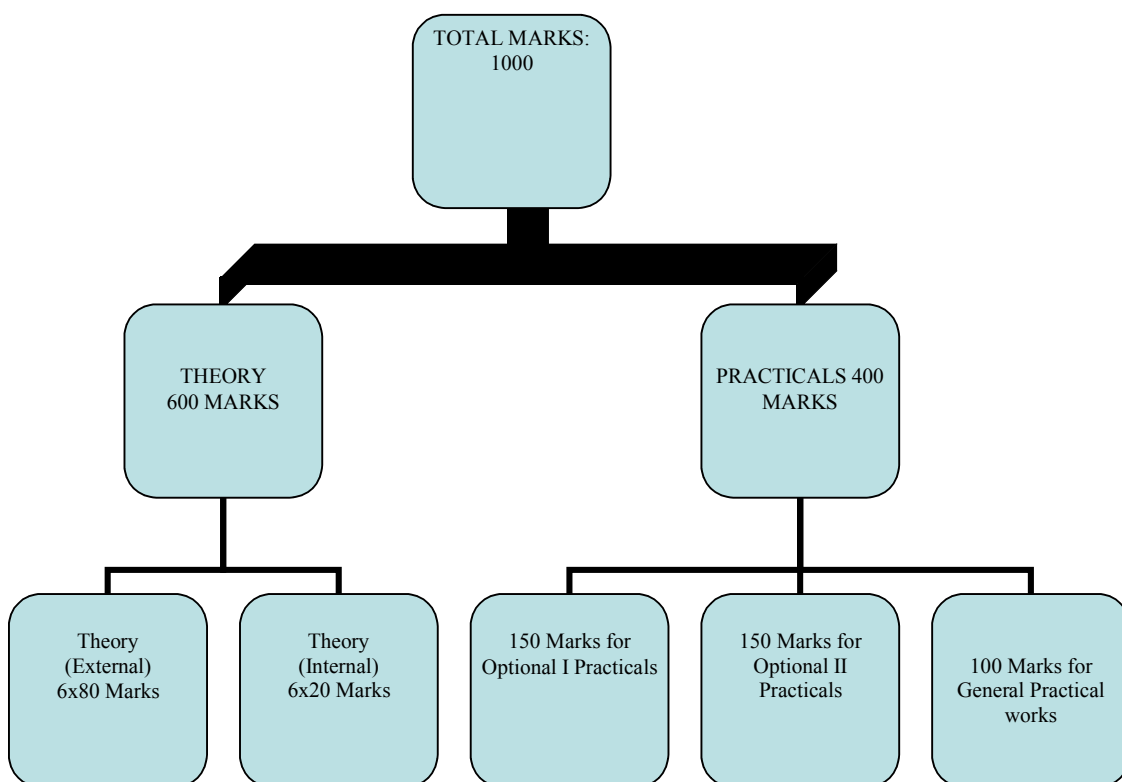 TOTAL MARKS:
1000
THEORY
600 MARKS
PRACTICALS 400
MARKS
Theory
(External)
6x80 Marks
Theory
(Internal)
6x20 Marks
150 Marks for
Optional I Practicals
150 Marks for
Optional II
Practicals
100 Marks for
General Practical
works